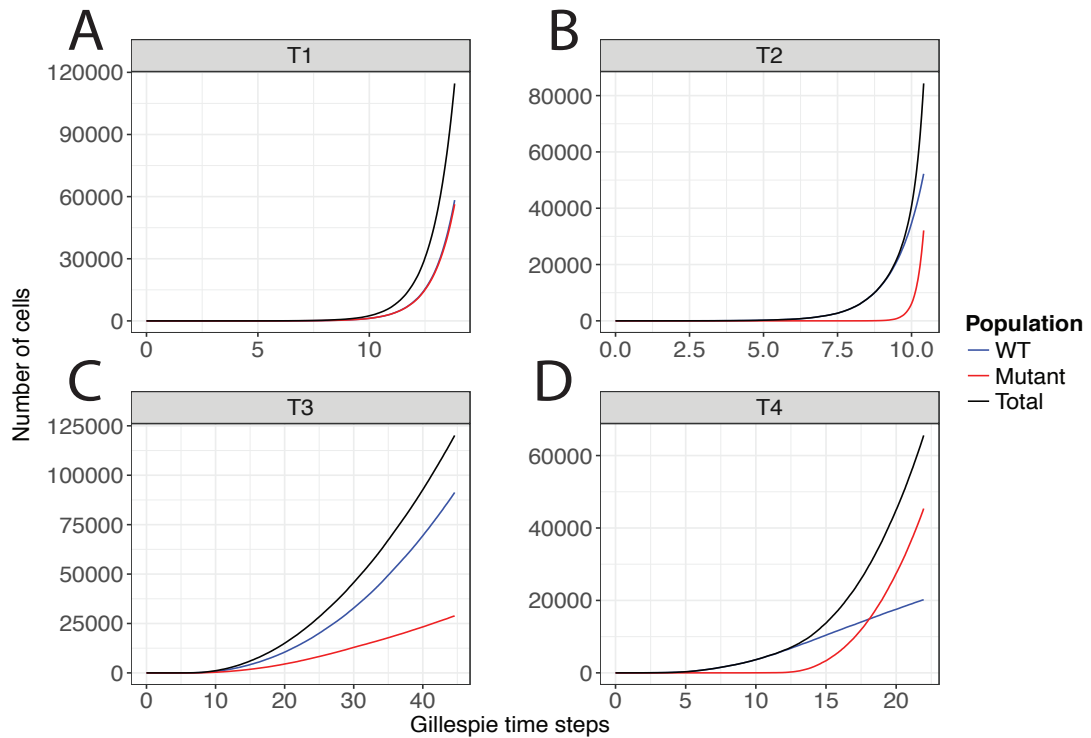 A
T1
120000
90000
60000
30000
0
0 5 10
B
T2
80000
60000
40000
20000
0
0.0 2.5 5.0 7.5 10.0
C
T3
125000
100000
75000
50000
25000
0
0 10 20 30 40
D
T4
60000
40000
20000
0
0 5 10 15 20
Number of cells
Gillespie time steps
Population
WT
Mutant
Total